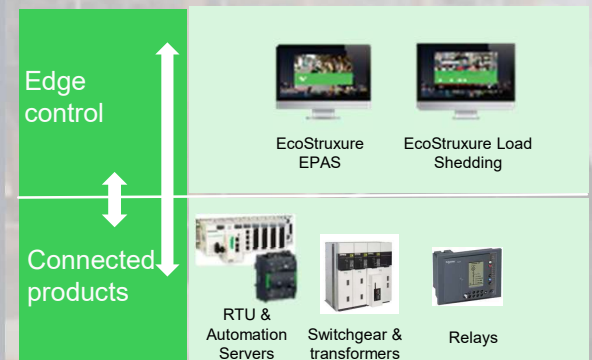 Edge
control
EcoStruxure
EPAS
EcoStruxure Load
Shedding
Connected
products
RTU &
Automation
Servers
Switchgear &
transformers
Relays